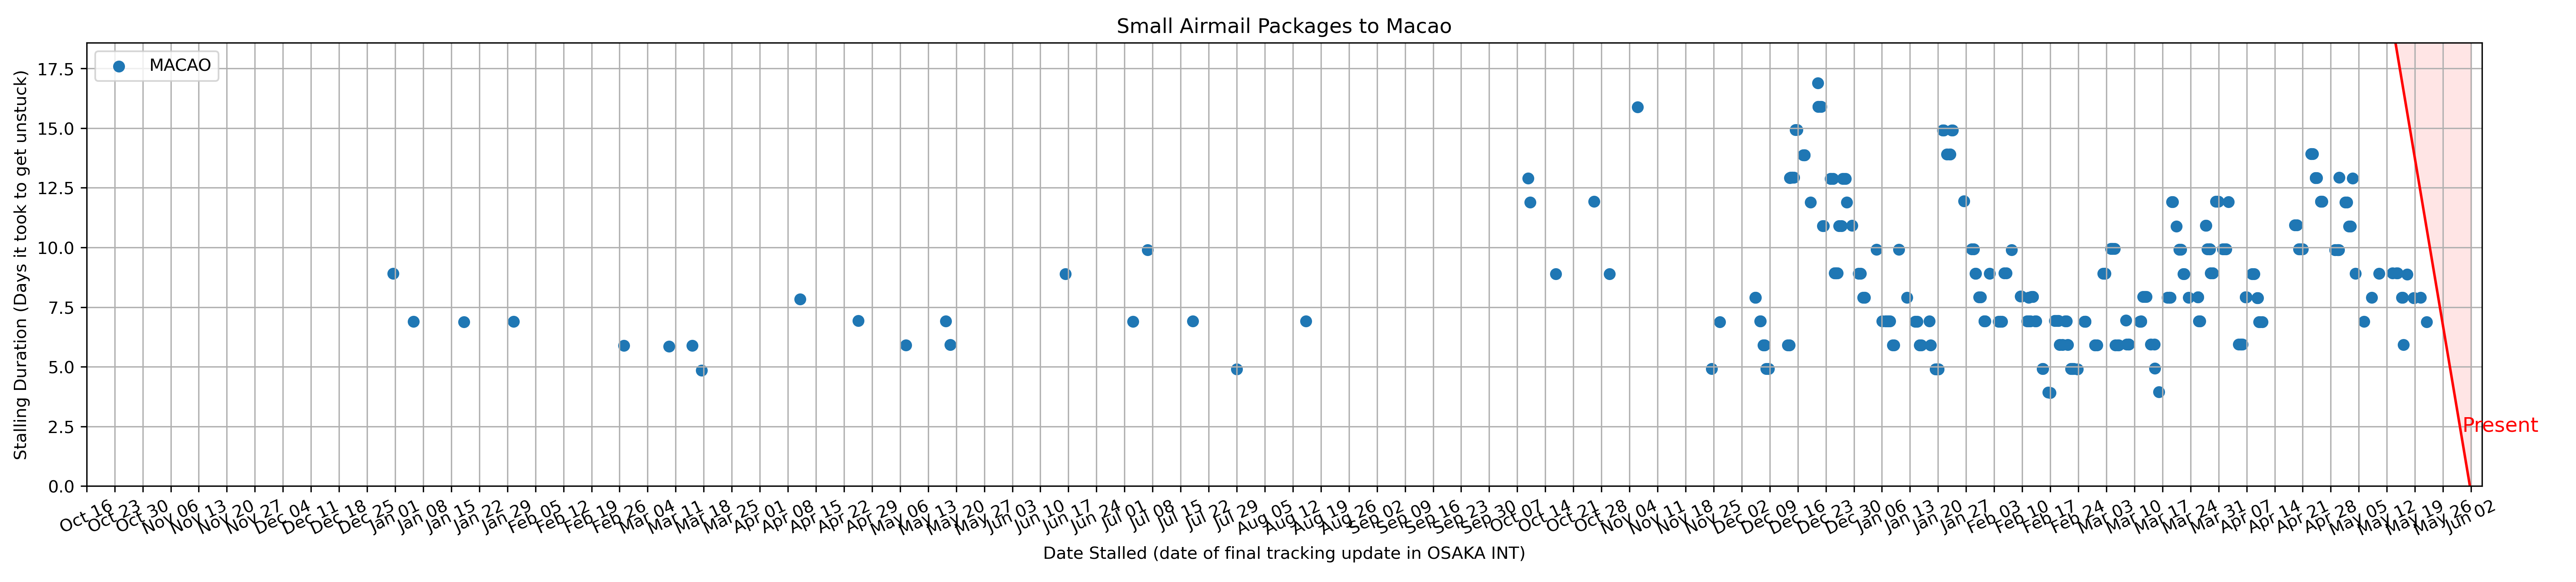 Small Airmail Packages to Macao
MACAO
Stalling Duration (Days it took to get unstuck)
17.5
15.0
12.5
10.0
7.5
5.0
2.5
0.0
Present
Oct 16
Oct 23
Oct 30
Nov 06
Nov 13
Nov 20
Nov 27
Dec 04
Dec 11
Dec 18
Dec 25
Jan 01
Jan 08
Jan 15
Jan 22
Jan 29
Feb 05
Feb 12
Feb 19
Feb 26
Mar 04
Mar 11
Mar 18
Mar 25
Apr 01
Apr 08
Apr 15
Apr 22
Apr 29
May 06
May 13
May 20
May 27
Jun 03
Jun 10
Jun 17
Jun 24
Jul 01
Jul 08
Jul 15
Jul 22
Jul 29
Aug 05
Aug 12
Aug 19
Aug 26
Sep 02
Sep 09
Sep 16
Sep 23
Sep 30
Oct 07
Oct 14
Oct 21
Oct 28
Nov 04
Nov 11
Nov 18
Nov 25
Dec 02
Dec 09
Dec 16
Dec 23
Dec 30
Jan 06
Jan 13
Jan 20
Jan 27
Feb 03
Feb 10
Feb 17
Feb 24
Mar 03
Mar 10
Mar 17
Mar 24
Mar 31
Apr 07
Apr 14
Apr 21
Apr 28
May 05
May 12
May 19
May 26
Jun 02
Date Stalled (date of final tracking update in OSAKA INT)